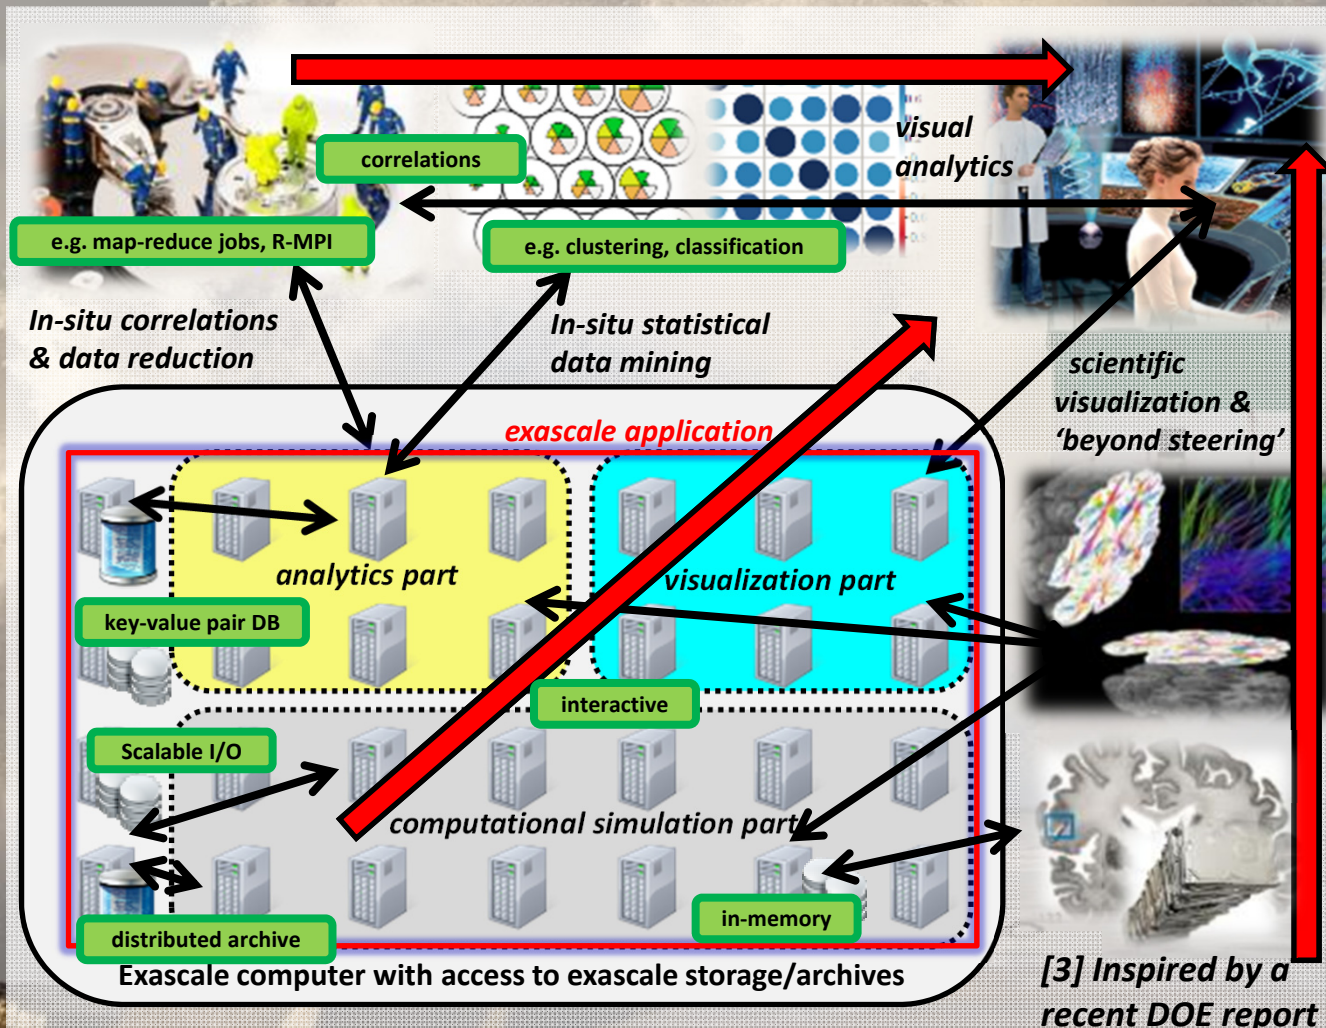 correlations
visual
analytics
e.g. map-reduce jobs, R-MPI
e.g. clustering, classification
In-situ correlations
& data reduction
In-situ statistical
data mining
scientific
visualization &
‘beyond steering’
exascale application
analytics part
visualization part
key-value pair DB
interactive
Scalable I/O
computational simulation part
in-memory
distributed archive
Exascale computer with access to exascale storage/archives
[3] Inspired by a
recent DOE report